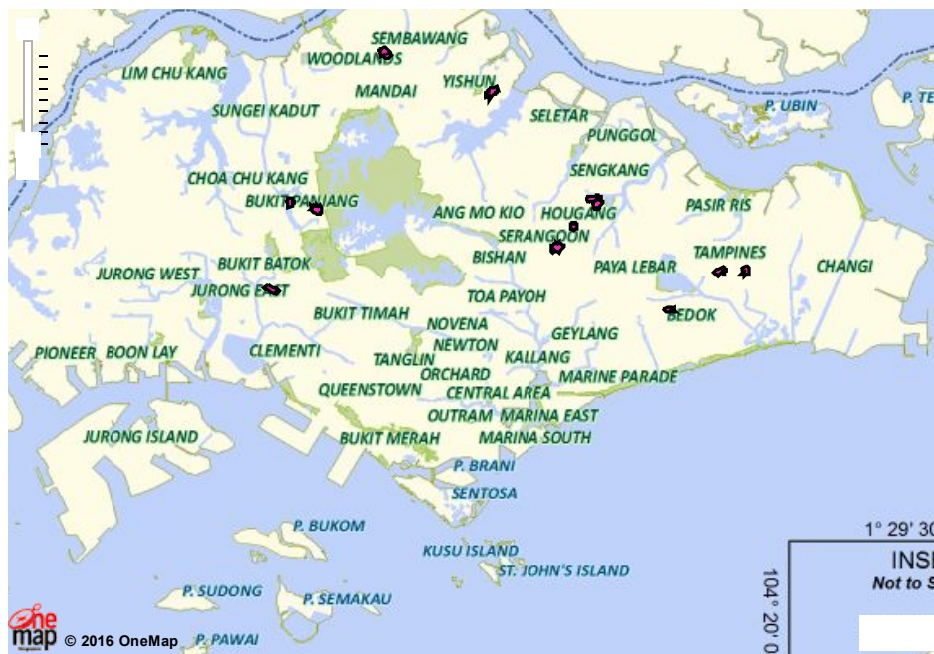 SEMBAWANG
WOODLANDS
LIM CHU KANG
YISHUN
MANDAI
P. UBIN
P. TE
SUNGEI KADUT
SELETAR
PUNGGOL
SENGKANG
CHOA CHU KANG
BUKIT PANJANG
PASIR RIS
ANG MO KIO
HOUGANG
SERANGOON
TAMPINES
BISHAN
BUKIT BATOK
PAYA LEBAR
CHANGI
JURONG WEST
JURONG EAST
TOA PAYOH
BUKIT TIMAH
BEDOK
NOVENA
GEYLANG
NEWTON
PIONEER
BOON LAY
CLEMENTI
TANGLIN
KALLANG
ORCHARD
MARINE PARADE
QUEENSTOWN
CENTRAL AREA
OUTRAM
MARINA EAST
JURONG ISLAND
BUKIT MERAH
MARINA SOUTH
P. BRANI
SENTOSA
P. BUKOM
1° 29' 30
KUSU ISLAND
INS
Not to S
ST. JOHN'S ISLAND
104° 20' 0
P. SUDONG
P. SEMAKAU
One
map
© 2016 OneMap
P. PAWAI